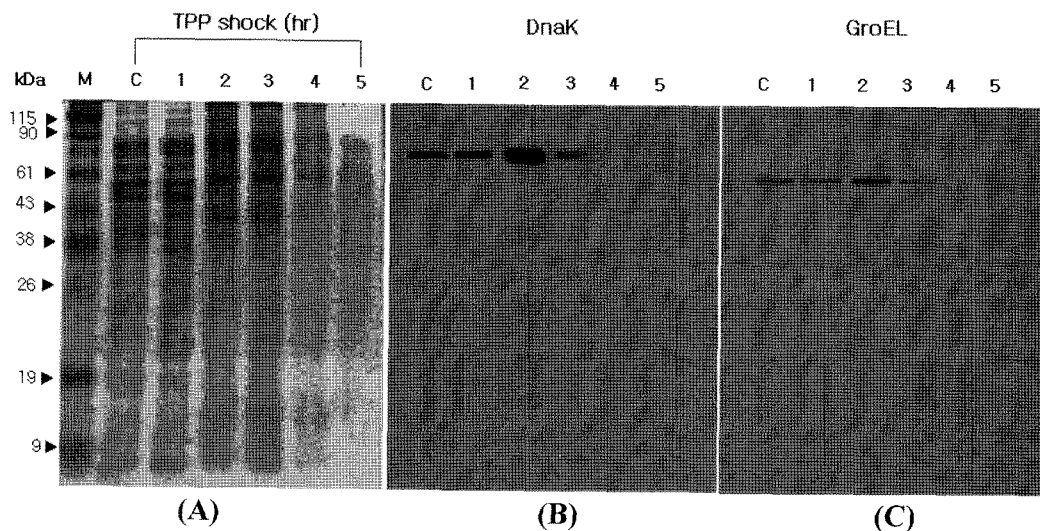 TPP shock (hr)
DnaK
GroEL
kDa M C 1 2 3 4 5
C 1 2 3 4 5
C 1 2 3 4 5
115
90
61
43
38
26
19
9
(A)
(B)
(C)